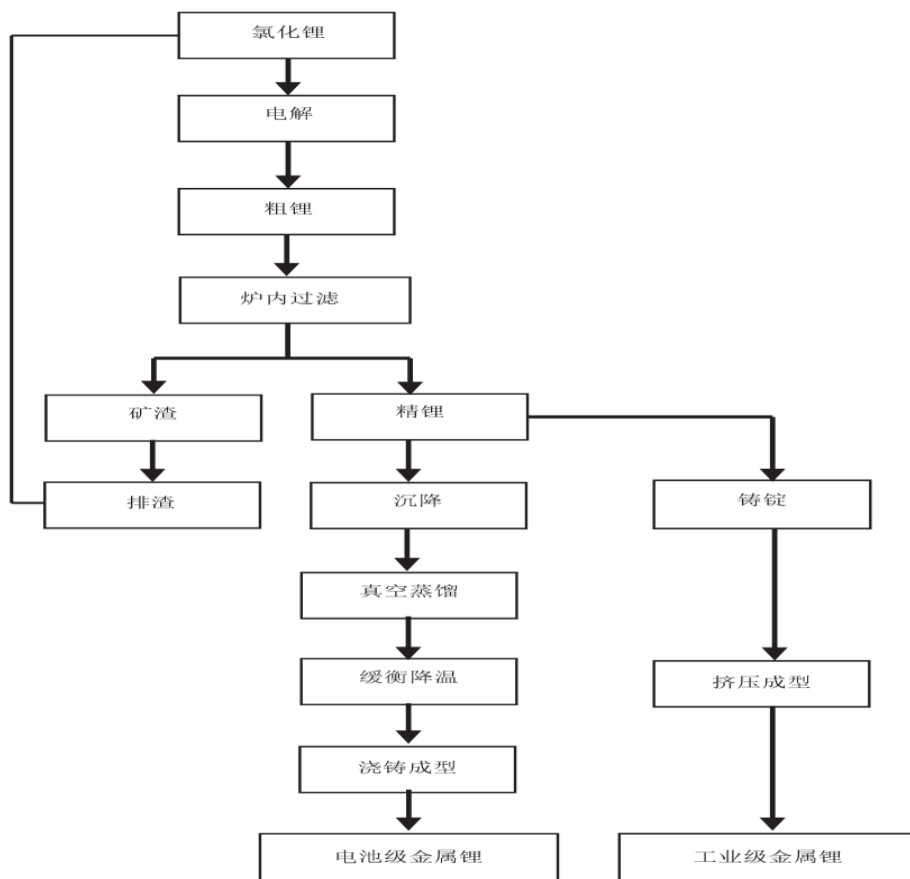 氯化锂
电解
粗锂
炉内过滤
矿渣
精锂
排渣
沉降
铸锭
真空蒸馏
缓衡降温
挤压成型
浇铸成型
电池级金属锂
工业级金属锂